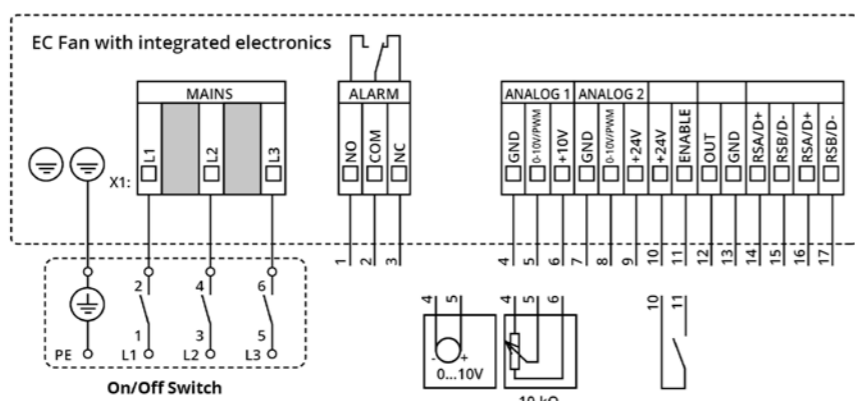 EC Fan with integrated electronics
MAINS
ALARM
ANALOG 1 ANALOG 2
L1 L2 L3
NO COM NC
GND 0-10V/PWM +10V GND 0-10V/PWM +24V +24V ENABLE OUT GND RSA/D+ RSB/D- RSA/D+ RSB/D-
X1:
1 2 3
4 5 6 7 8 9 10 11 12 13 14 15 16 17
2 4 6
1 3 5
PE L1 L2 L3
On/Off Switch
4 5
- +
0...10V
4 5 6
10 kΩ
10 11